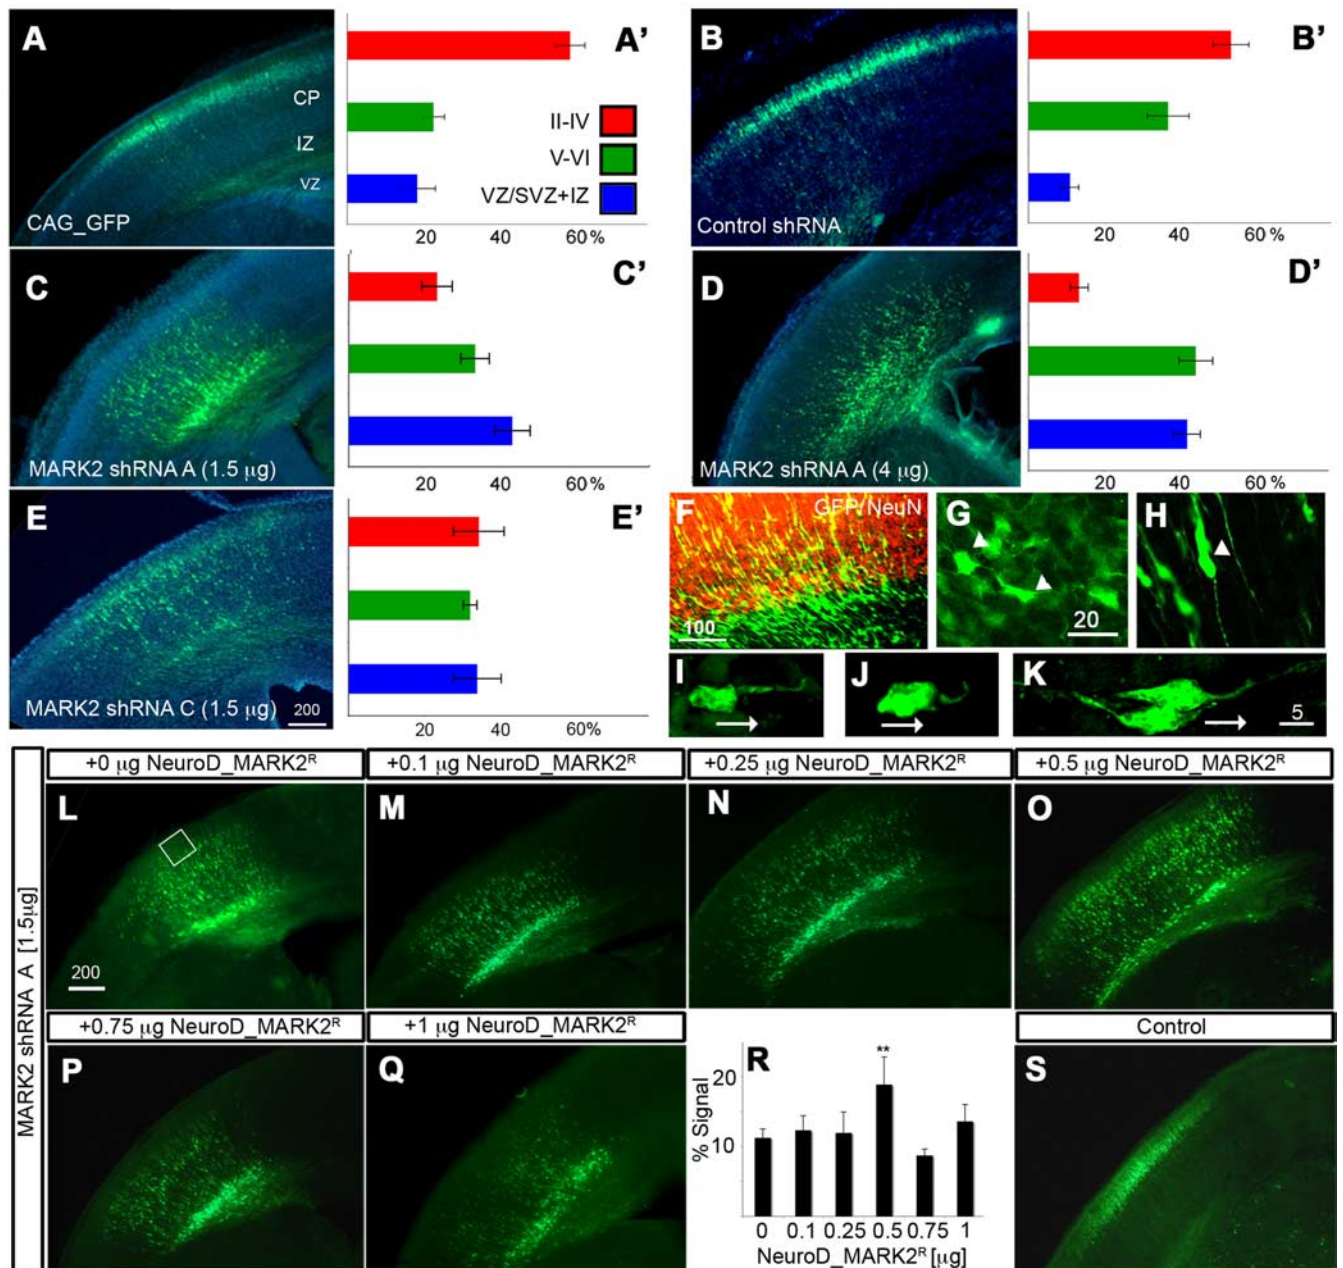 A
CP
IZ
VZ
CAG_GFP
A’
II-IV
V-VI
VZ/SVZ+IZ
20 40 60 %
B
Control shRNA
B’
20 40 60 %
C
MARK2 shRNA A (1.5 µg)
C’
20 40 60 %
D
MARK2 shRNA A (4 µg)
D’
20 40 60 %
E
MARK2 shRNA C (1.5 µg)
200
E’
20 40 60 %
F
GFP/NeuN
100
G
20
H
I
J
K
5
MARK2 shRNA A [1.5µg]
+0 µg NeuroD_MARK2ᴿ
+0.1 µg NeuroD_MARK2ᴿ
+0.25 µg NeuroD_MARK2ᴿ
+0.5 µg NeuroD_MARK2ᴿ
L
200
M
N
O
+0.75 µg NeuroD_MARK2ᴿ
+1 µg NeuroD_MARK2ᴿ
Control
P
Q
R
**
% Signal
20
10
0 0.1 0.25 0.5 0.75 1
NeuroD_MARK2ᴿ [µg]
S